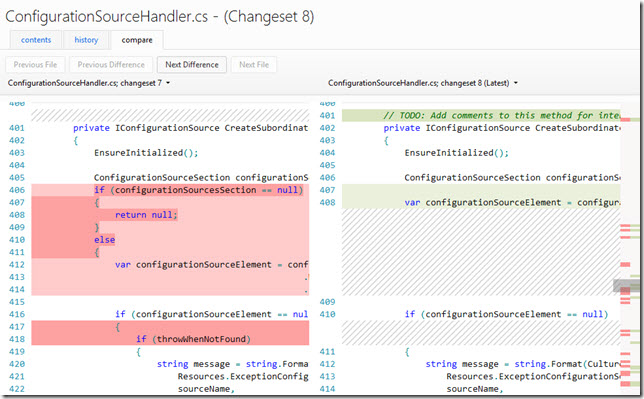 ConfigurationSourceHandler.cs - (Changeset 8)
contents history compare
Previous File Previous Difference Next Difference Next File
ConfigurationSourceHandler.cs; changeset 7
400
401 private IConfigurationSource CreateSubordinat
402 {
403 EnsureInitialized();
404
405 ConfigurationSourceSection configurationS
406 if (configurationSourcesSection == null)
407 {
408 return null;
409 }
410 else
411 {
412 var configurationSourceElement = conf
413 .
414 .
415
416 if (configurationSourceElement == nul
417 {
418 if (throwWhenNotFound)
419 {
420 string message = string.Forma
421 Resources.ExceptionConfig
422 sourceName,
ConfigurationSourceHandler.cs; changeset 8 (Latest)
400
401 // TODO: Add comments to this method for inte
402 private IConfigurationSource CreateSubordinat
403 {
404 EnsureInitialized();
405
406 ConfigurationSourceSection configurationS
407
408 var configurationSourceElement = configur
409
410 if (configurationSourceElement == null)
411 {
412 string message = string.Format(Cultur
413 Resources.ExceptionConfigurationS
414 sourceName,